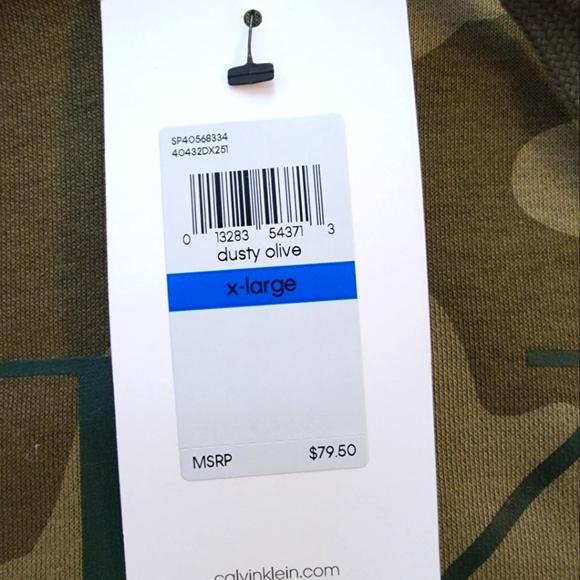 SP40568334
40432DX251
0 13283 54371 3
dusty olive
x-large
MSRP $79.50
calvinklein.com